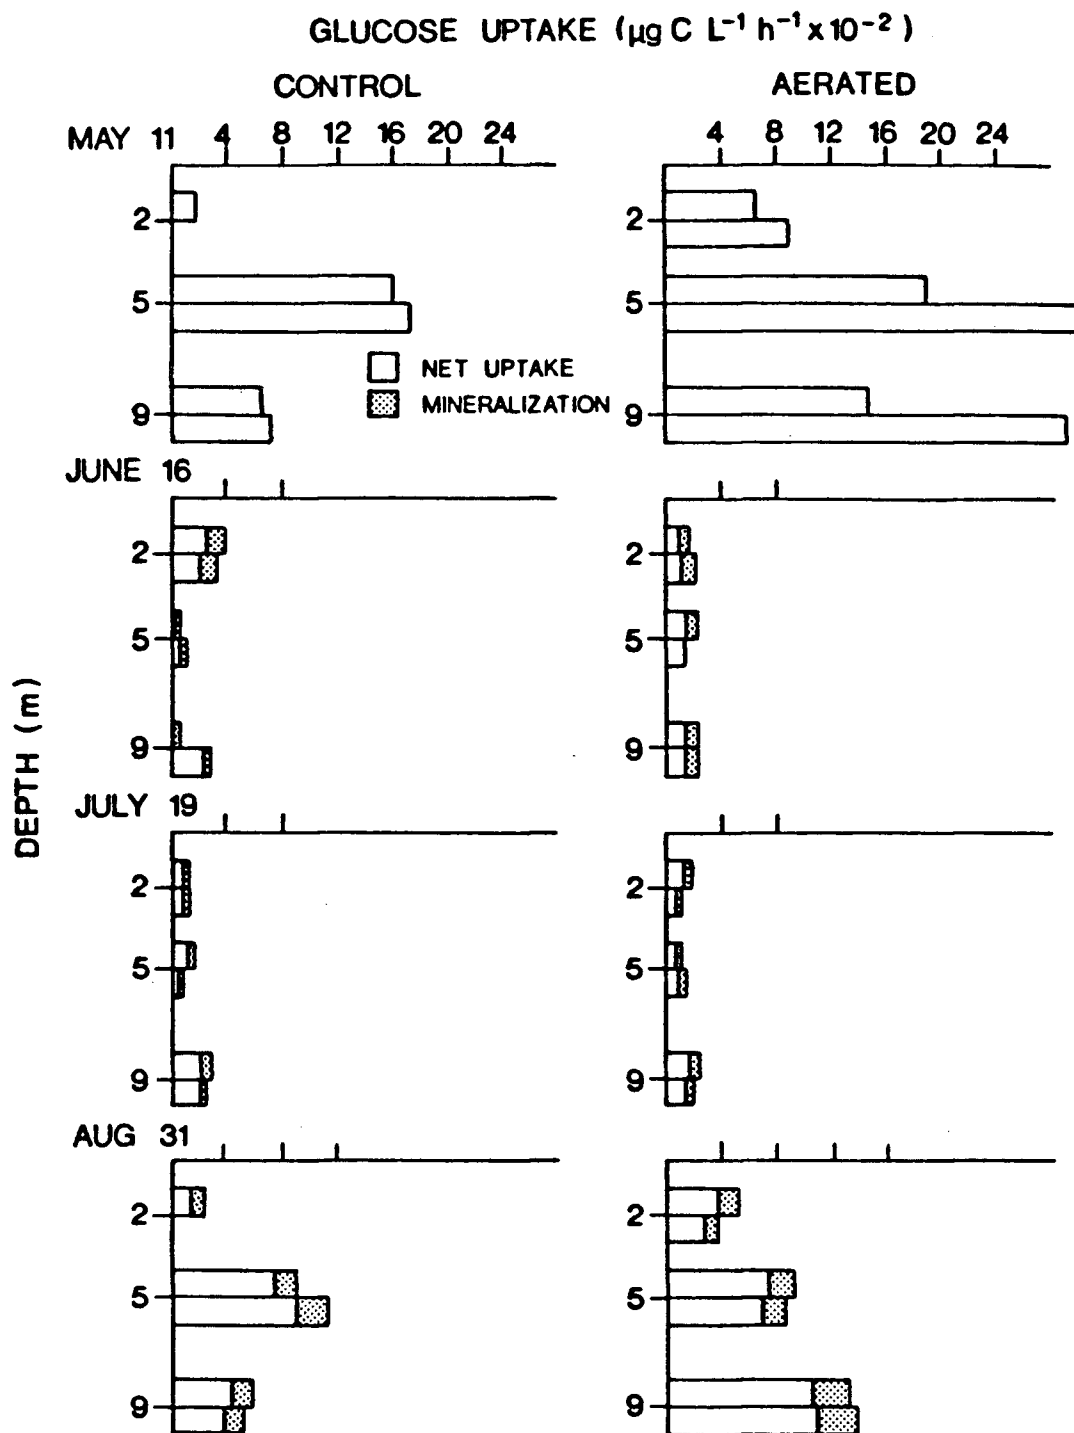 GLUCOSE UPTAKE (µg C L⁻¹ h⁻¹ x 10⁻²)
CONTROL
AERATED
MAY 11 4 8 12 16 20 24
4 8 12 16 20 24
2
2
5
5
NET UPTAKE
MINERALIZATION
9
9
JUNE 16
2
2
5
5
9
9
DEPTH (m)
JULY 19
2
2
5
5
9
9
AUG 31
2
2
5
5
9
9